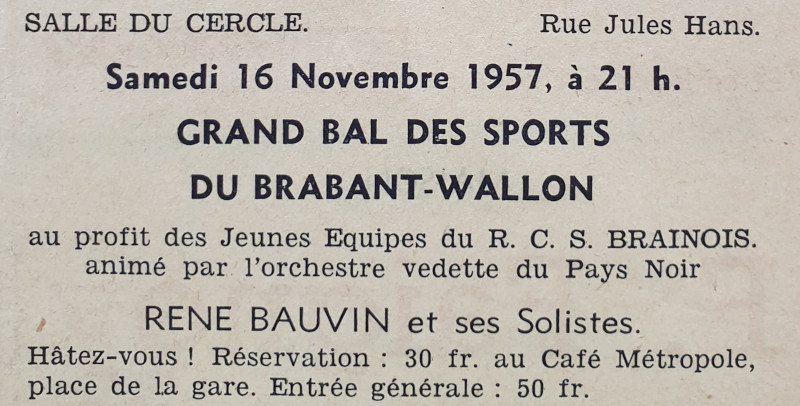 SALLE DU CERCLE. Rue Jules Hans.
Samedi 16 Novembre 1957, à 21 h.
GRAND BAL DES SPORTS
DU BRABANT-WALLON
au profit des Jeunes Equipes du R. C. S. BRAINOIS.
animé par l'orchestre vedette du Pays Noir
RENE BAUVIN et ses Solistes.
Hâtez-vous ! Réservation : 30 fr. au Café Métropole,
place de la gare. Entrée générale : 50 fr.